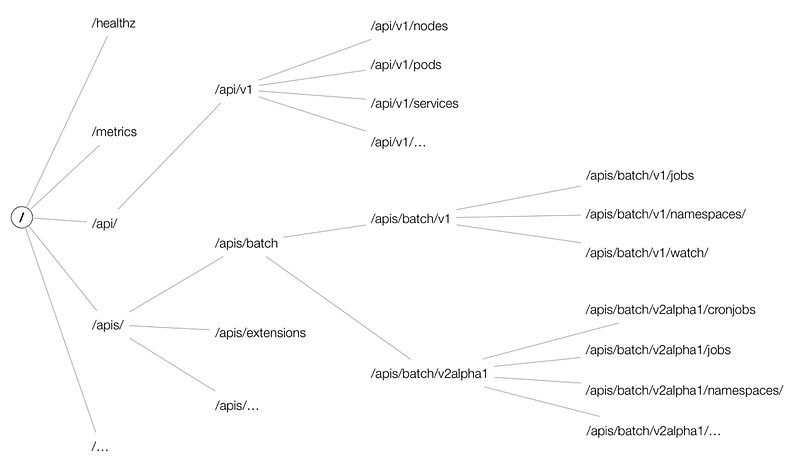 /
/healthz
/metrics
/api/
/api/v1
/api/v1/nodes
/api/v1/pods
/api/v1/services
/api/v1/…
/apis/
/apis/batch
/apis/batch/v1
/apis/batch/v1/jobs
/apis/batch/v1/namespaces/
/apis/batch/v1/watch/
/apis/batch/v2alpha1
/apis/batch/v2alpha1/cronjobs
/apis/batch/v2alpha1/jobs
/apis/batch/v2alpha1/namespaces/
/apis/batch/v2alpha1/…
/apis/extensions
/apis/…
/…